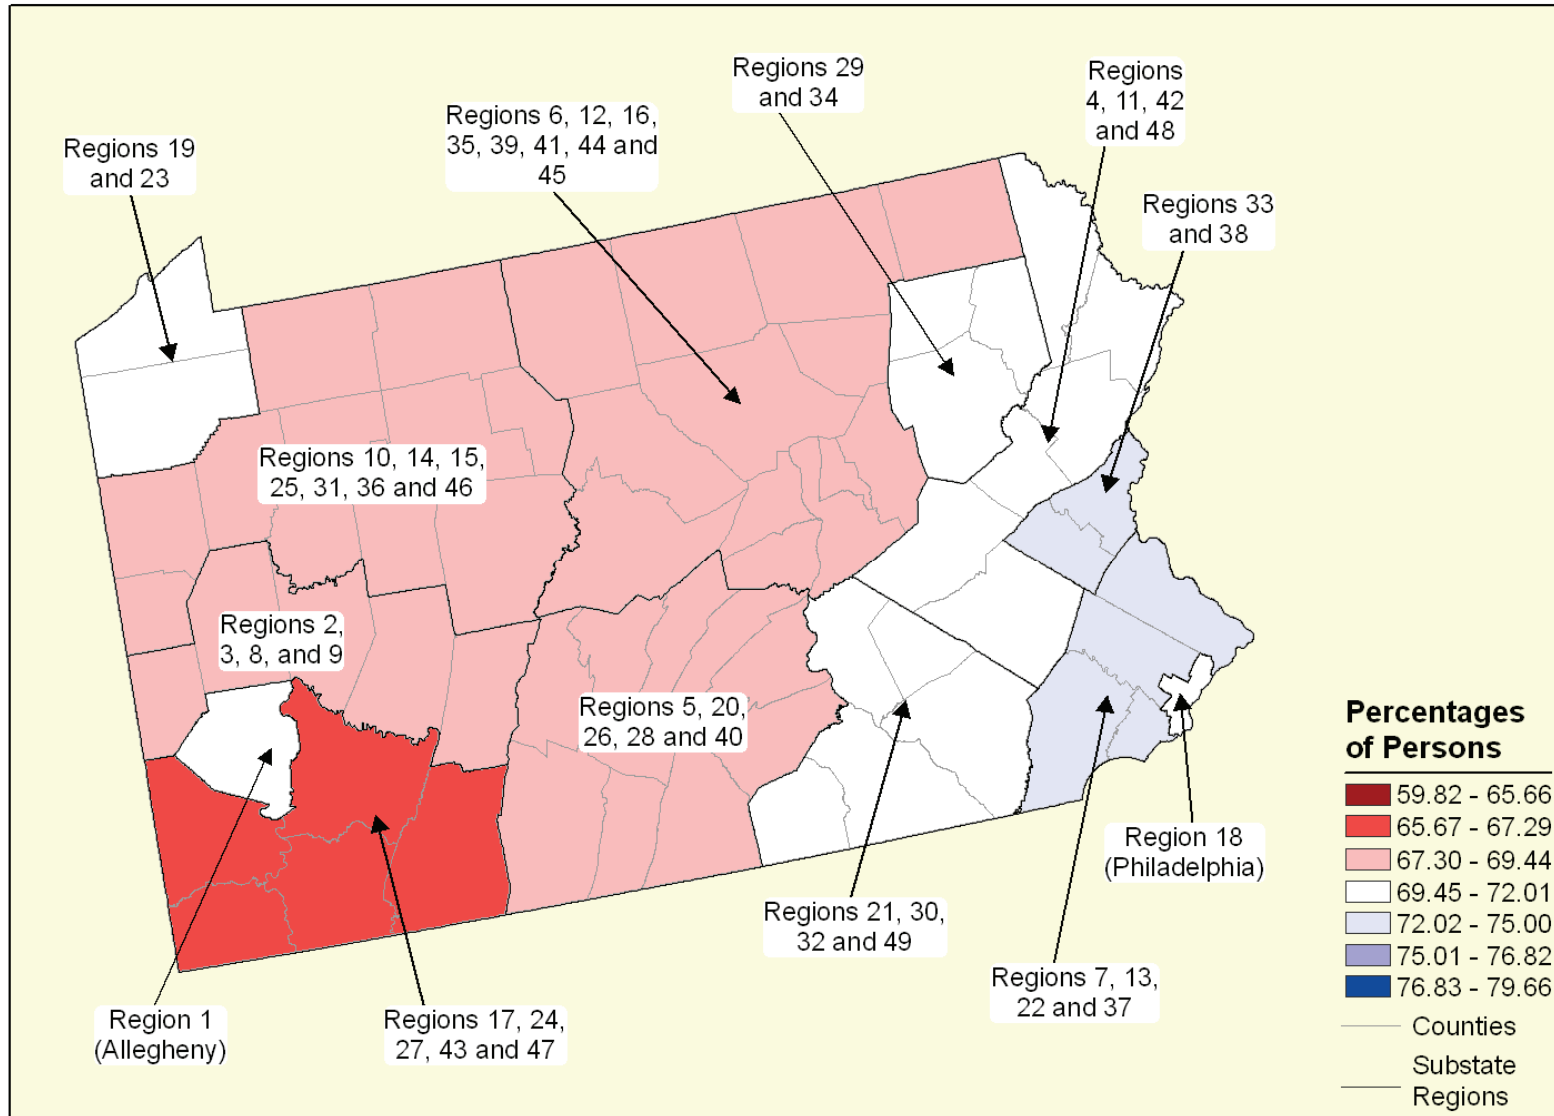 Regions 29
and 34
Regions
4, 11, 42
and 48
Regions 6, 12, 16,
35, 39, 41, 44 and
45
Regions 19
and 23
Regions 33
and 38
Regions 10, 14, 15,
25, 31, 36 and 46
Regions 2,
3, 8, and 9
Regions 5, 20,
26, 28 and 40
Region 18
(Philadelphia)
Regions 21, 30,
32 and 49
Regions 7, 13,
22 and 37
Region 1
(Allegheny)
Regions 17, 24,
27, 43 and 47
Percentages
of Persons
59.82 - 65.66
65.67 - 67.29
67.30 - 69.44
69.45 - 72.01
72.02 - 75.00
75.01 - 76.82
76.83 - 79.66
Counties
Substate
Regions